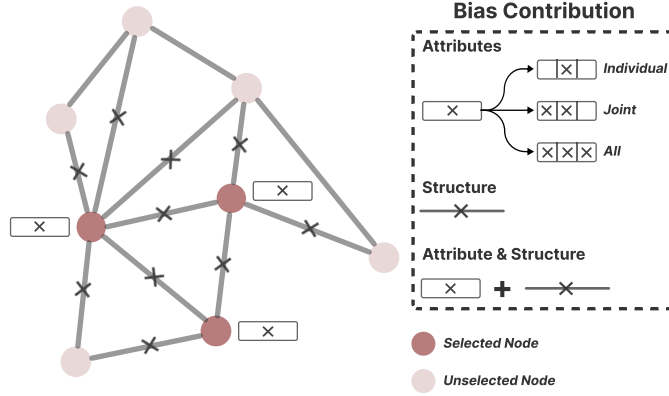 Bias Contribution
Attributes
Individual
Joint
All
Structure
Attribute & Structure
Selected Node
Unselected Node